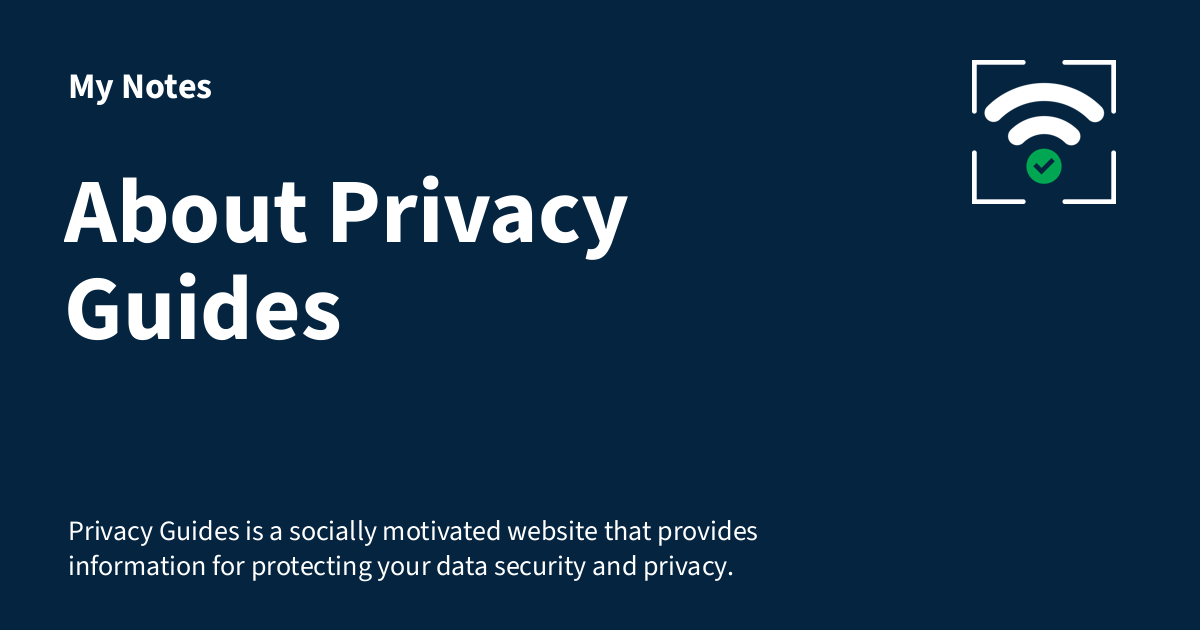 My Notes
About Privacy
Guides
Privacy Guides is a socially motivated website that provides
information for protecting your data security and privacy.